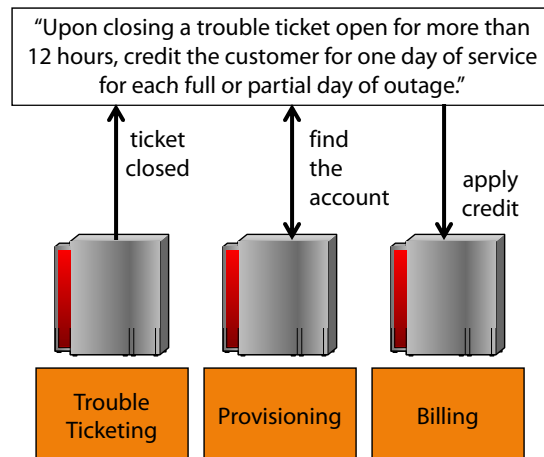 “Upon closing a trouble ticket open for more than
12 hours, credit the customer for one day of service
for each full or partial day of outage.”
ticket
closed
find
the
account
apply
credit
Trouble
Ticketing
Provisioning
Billing